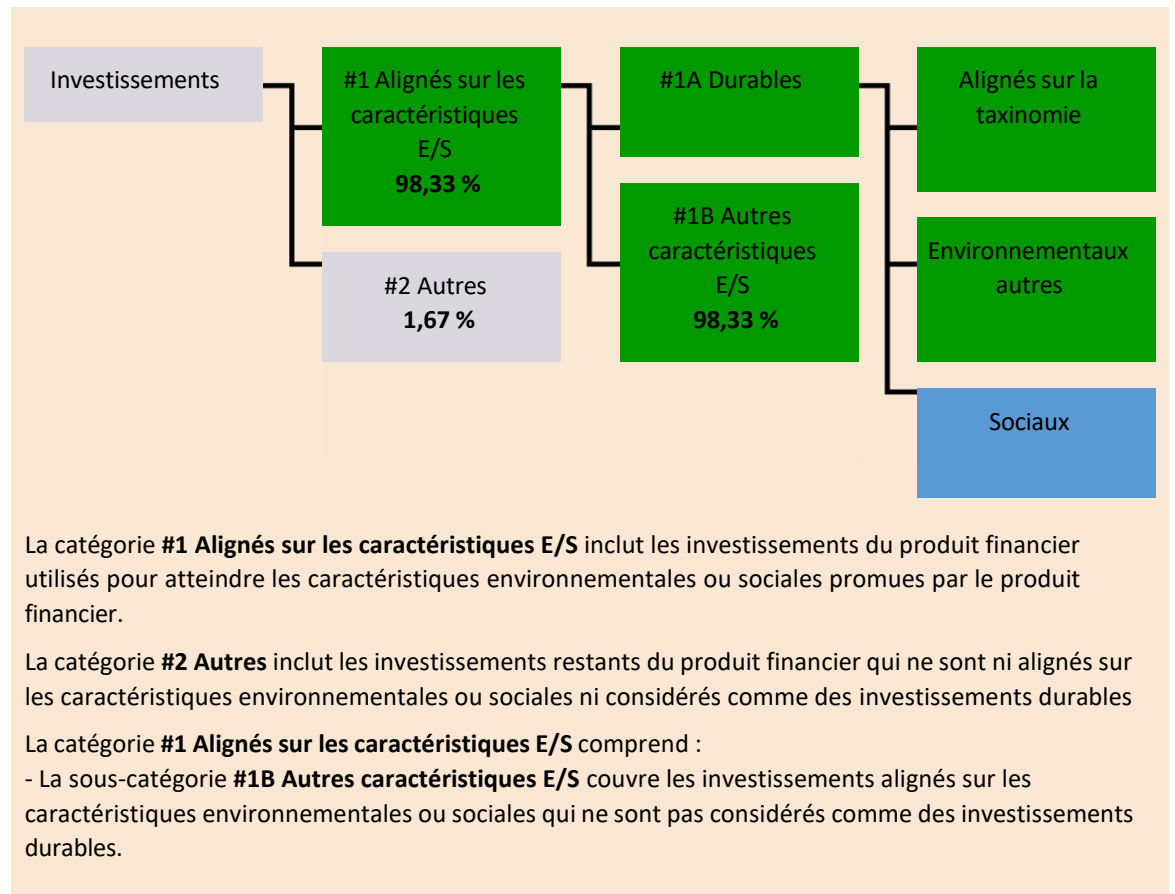 Investissements
#1 Alignés sur les
caractéristiques
E/S
98,33 %
#2 Autres
1,67 %
#1A Durables
#1B Autres
caractéristiques
E/S
98,33 %
Alignés sur la
taxinomie
Environnementaux
autres
Sociaux
La catégorie #1 Alignés sur les caractéristiques E/S inclut les investissements du produit financier
utilisés pour atteindre les caractéristiques environnementales ou sociales promues par le produit
financier.
La catégorie #2 Autres inclut les investissements restants du produit financier qui ne sont ni alignés sur
les caractéristiques environnementales ou sociales ni considérés comme des investissements durables
La catégorie #1 Alignés sur les caractéristiques E/S comprend :
- La sous-catégorie #1B Autres caractéristiques E/S couvre les investissements alignés sur les
caractéristiques environnementales ou sociales qui ne sont pas considérés comme des investissements
durables.